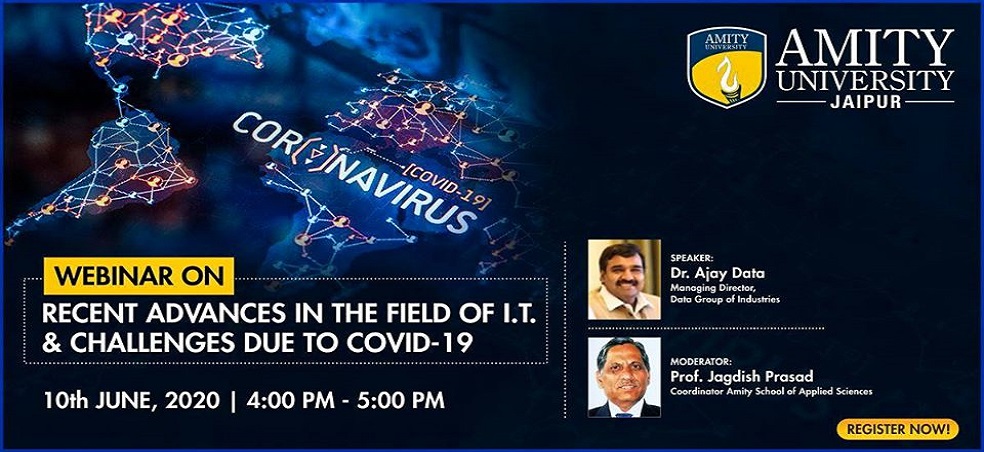 AMITY
UNIVERSITY
AMITY
UNIVERSITY
JAIPUR
CORONAVIRUS
[COVID-19]
WEBINAR ON
RECENT ADVANCES IN THE FIELD OF I.T.
& CHALLENGES DUE TO COVID-19
10th JUNE, 2020 | 4:00 PM - 5:00 PM
SPEAKER:
Dr. Ajay Data
Managing Director,
Data Group of Industries
MODERATOR:
Prof. Jagdish Prasad
Coordinator Amity School of Applied Sciences
REGISTER NOW!